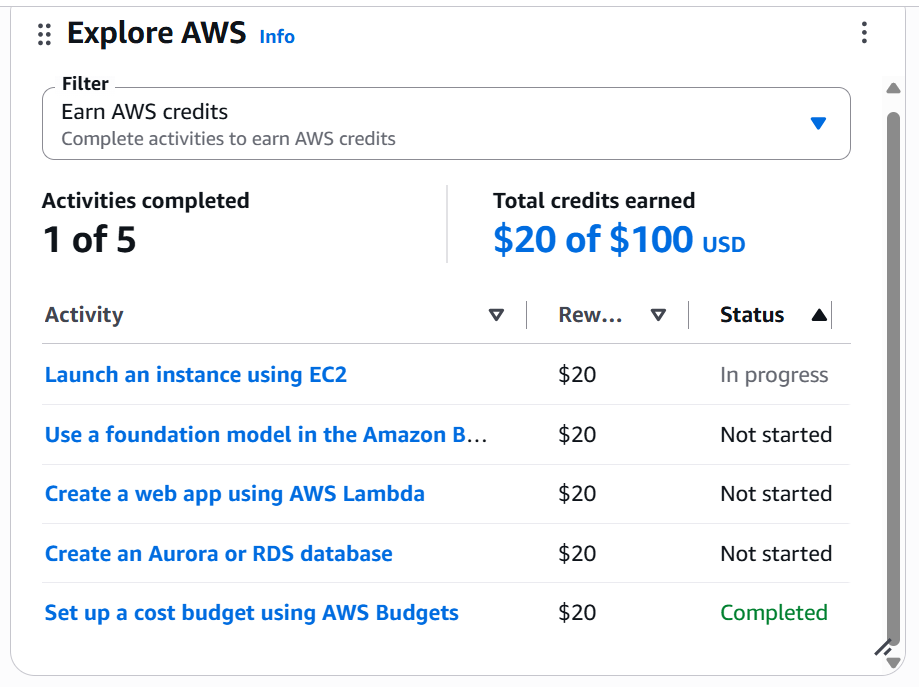 Explore AWS Info
Filter
Earn AWS credits
Complete activities to earn AWS credits
Activities completed
1 of 5
Total credits earned
$20 of $100 USD
Activity Rew... Status
Launch an instance using EC2 $20 In progress
Use a foundation model in the Amazon B... $20 Not started
Create a web app using AWS Lambda $20 Not started
Create an Aurora or RDS database $20 Not started
Set up a cost budget using AWS Budgets $20 Completed